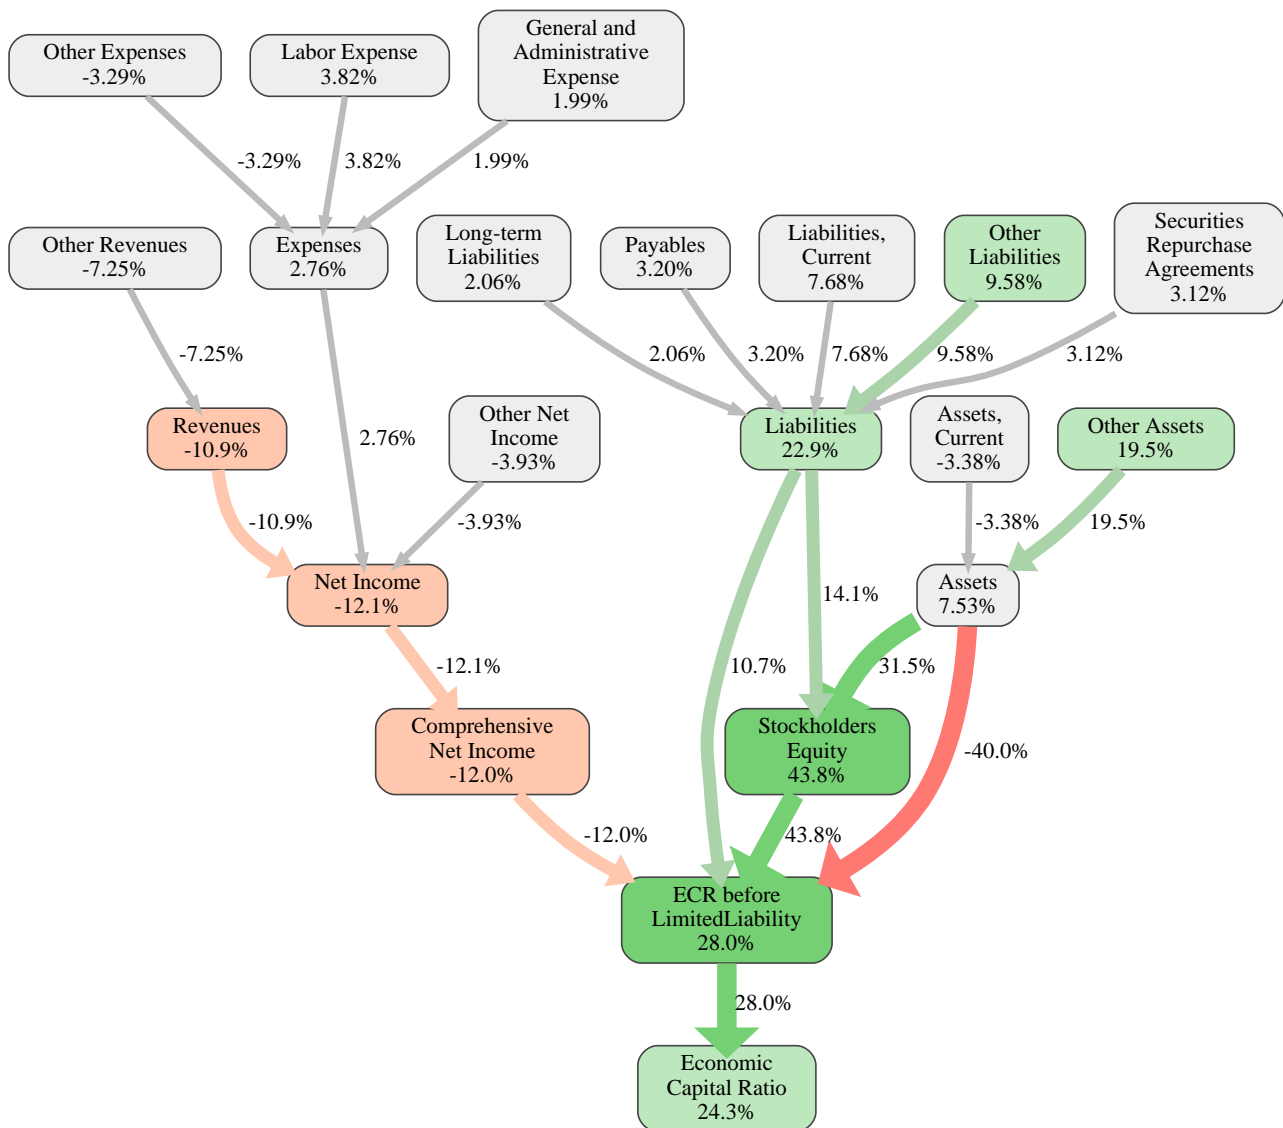 Other Expenses
-3.29%
Labor Expense
3.82%
General and
Administrative
Expense
1.99%
-3.29%
3.82%
1.99%
Other Revenues
-7.25%
Expenses
2.76%
Long-term
Liabilities
2.06%
Payables
3.20%
Liabilities,
Current
7.68%
Other
Liabilities
9.58%
Securities
Repurchase
Agreements
3.12%
-7.25%
2.06%
3.20%
7.68%
9.58%
3.12%
Revenues
-10.9%
2.76%
Other Net
Income
-3.93%
Liabilities
22.9%
Assets,
Current
-3.38%
Other Assets
19.5%
-10.9%
-3.93%
-3.38%
19.5%
Net Income
-12.1%
14.1%
Assets
7.53%
-12.1%
10.7%
31.5%
Comprehensive
Net Income
-12.0%
Stockholders
Equity
43.8%
-40.0%
-12.0%
43.8%
ECR before
LimitedLiability
28.0%
28.0%
Economic
Capital Ratio
24.3%